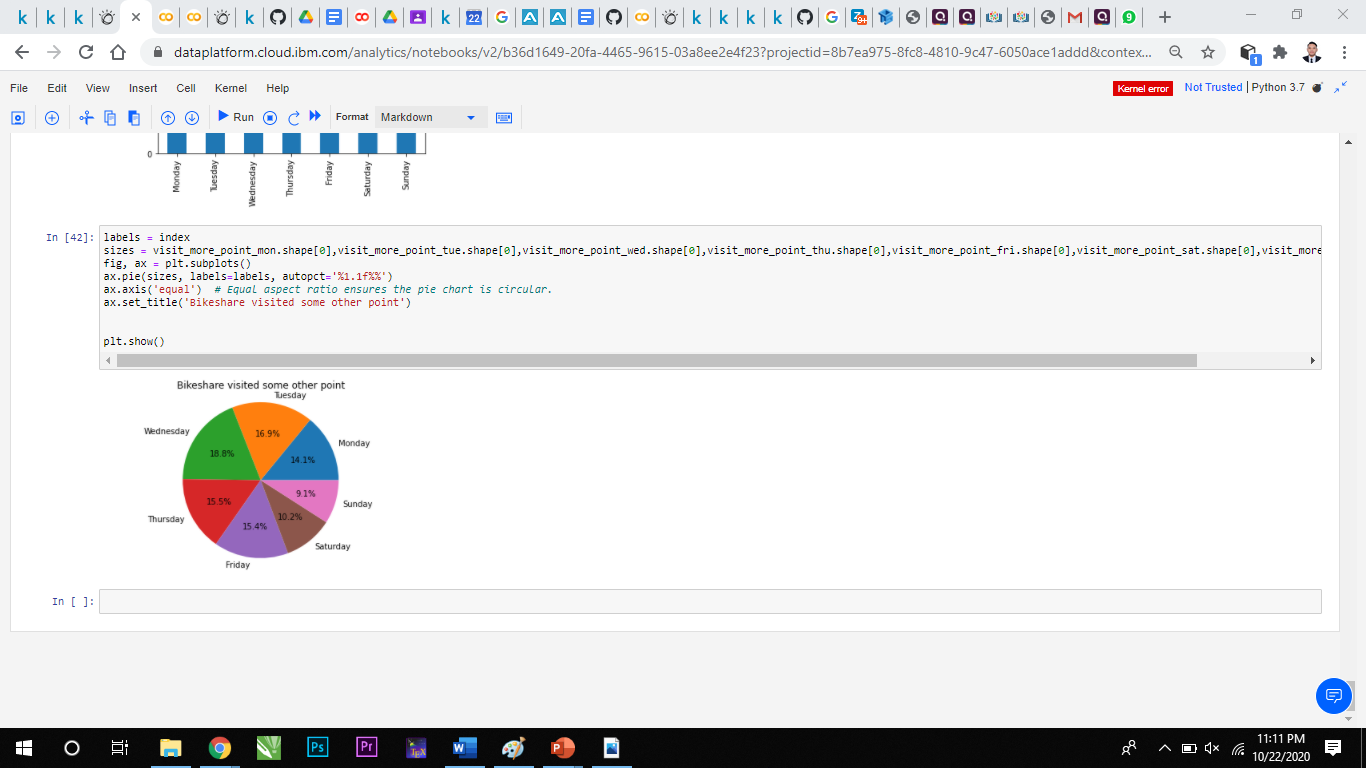 22
9+
9
dataplatform.cloud.ibm.com/analytics/notebooks/v2/b36d1649-20fa-4465-9615-03a8ee2e4f23?projectid=8b7ea975-8fc8-4810-9c47-6050ace1addd&contex...
1
File Edit View Insert Cell Kernel Help
Kernel error Not Trusted | Python 3.7
Run Format Markdown
0
Monday
Tuesday
Wednesday
Thursday
Friday
Saturday
Sunday
In [42]:
labels = index
sizes = visit_more_point_mon.shape[0],visit_more_point_tue.shape[0],visit_more_point_wed.shape[0],visit_more_point_thu.shape[0],visit_more_point_fri.shape[0],visit_more_point_sat.shape[0],visit_more
fig, ax = plt.subplots()
ax.pie(sizes, labels=labels, autopct='%1.1f%%')
ax.axis('equal')  # Equal aspect ratio ensures the pie chart is circular.
ax.set_title('Bikeshare visited some other point')
plt.show()
Bikeshare visited some other point
Tuesday
Wednesday
16.9%
Monday
18.8%
14.1%
9.1%
Sunday
15.5%
10.2%
Thursday
15.4%
Saturday
Friday
In [ ]:
Ps
Pr
TEX
W
P
11:11 PM
10/22/2020